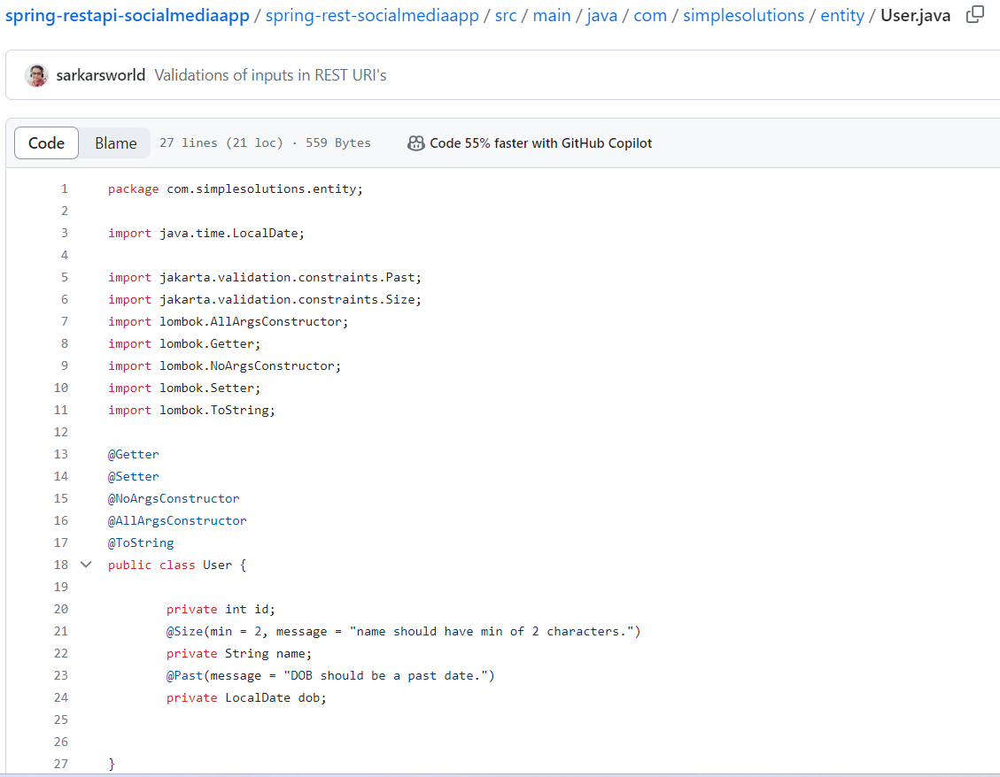 spring-restapi-socialmediaapp / spring-rest-socialmediaapp / src / main / java / com / simplesolutions / entity / User.java
sarkarsworld Validations of inputs in REST URI's
Code Blame 27 lines (21 loc) · 559 Bytes Code 55% faster with GitHub Copilot
1 package com.simplesolutions.entity;
2
3 import java.time.LocalDate;
4
5 import jakarta.validation.constraints.Past;
6 import jakarta.validation.constraints.Size;
7 import lombok.AllArgsConstructor;
8 import lombok.Getter;
9 import lombok.NoArgsConstructor;
10 import lombok.Setter;
11 import lombok.ToString;
12
13 @Getter
14 @Setter
15 @NoArgsConstructor
16 @AllArgsConstructor
17 @ToString
18 public class User {
19
20 private int id;
21 @Size(min = 2, message = "name should have min of 2 characters.")
22 private String name;
23 @Past(message = "DOB should be a past date.")
24 private LocalDate dob;
25
26
27 }